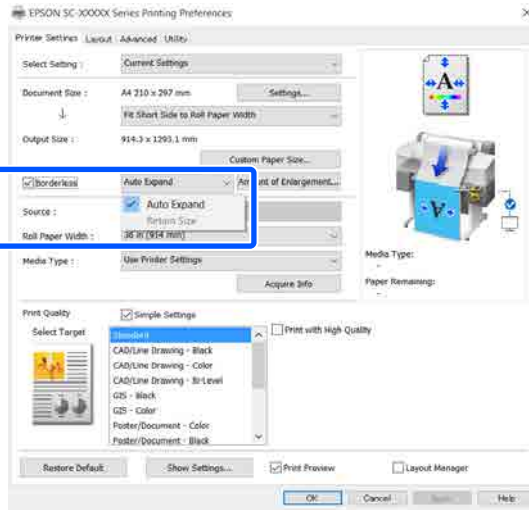 EPSON SC-XXXXX Series Printing Preferences
Printer Settings Layout Advanced Utility
Select Setting : Current Settings
Document Size : A4 210 x 297 mm Settings...
Fit Short Side to Roll Paper Width
Output Size : 914.3 x 1293.1 mm
Custom Paper Size...
Borderless Auto Expand Amount of Enlargement...
Auto Expand
Source :
Retain Size
Roll Paper Width : 36 in (914 mm)
Media Type : Use Printer Settings
Acquire Info
A
A
Media Type:
-
Paper Remaining:
-
Print Quality Simple Settings
Select Target Standard Print with High Quality
CAD/Line Drawing - Black
CAD/Line Drawing - Color
CAD/Line Drawing - Bi-Level
GIS - Black
GIS - Color
Poster/Document - Color
Poster/Document - Black
Restore Default Show Settings... Print Preview Layout Manager
OK Cancel Help